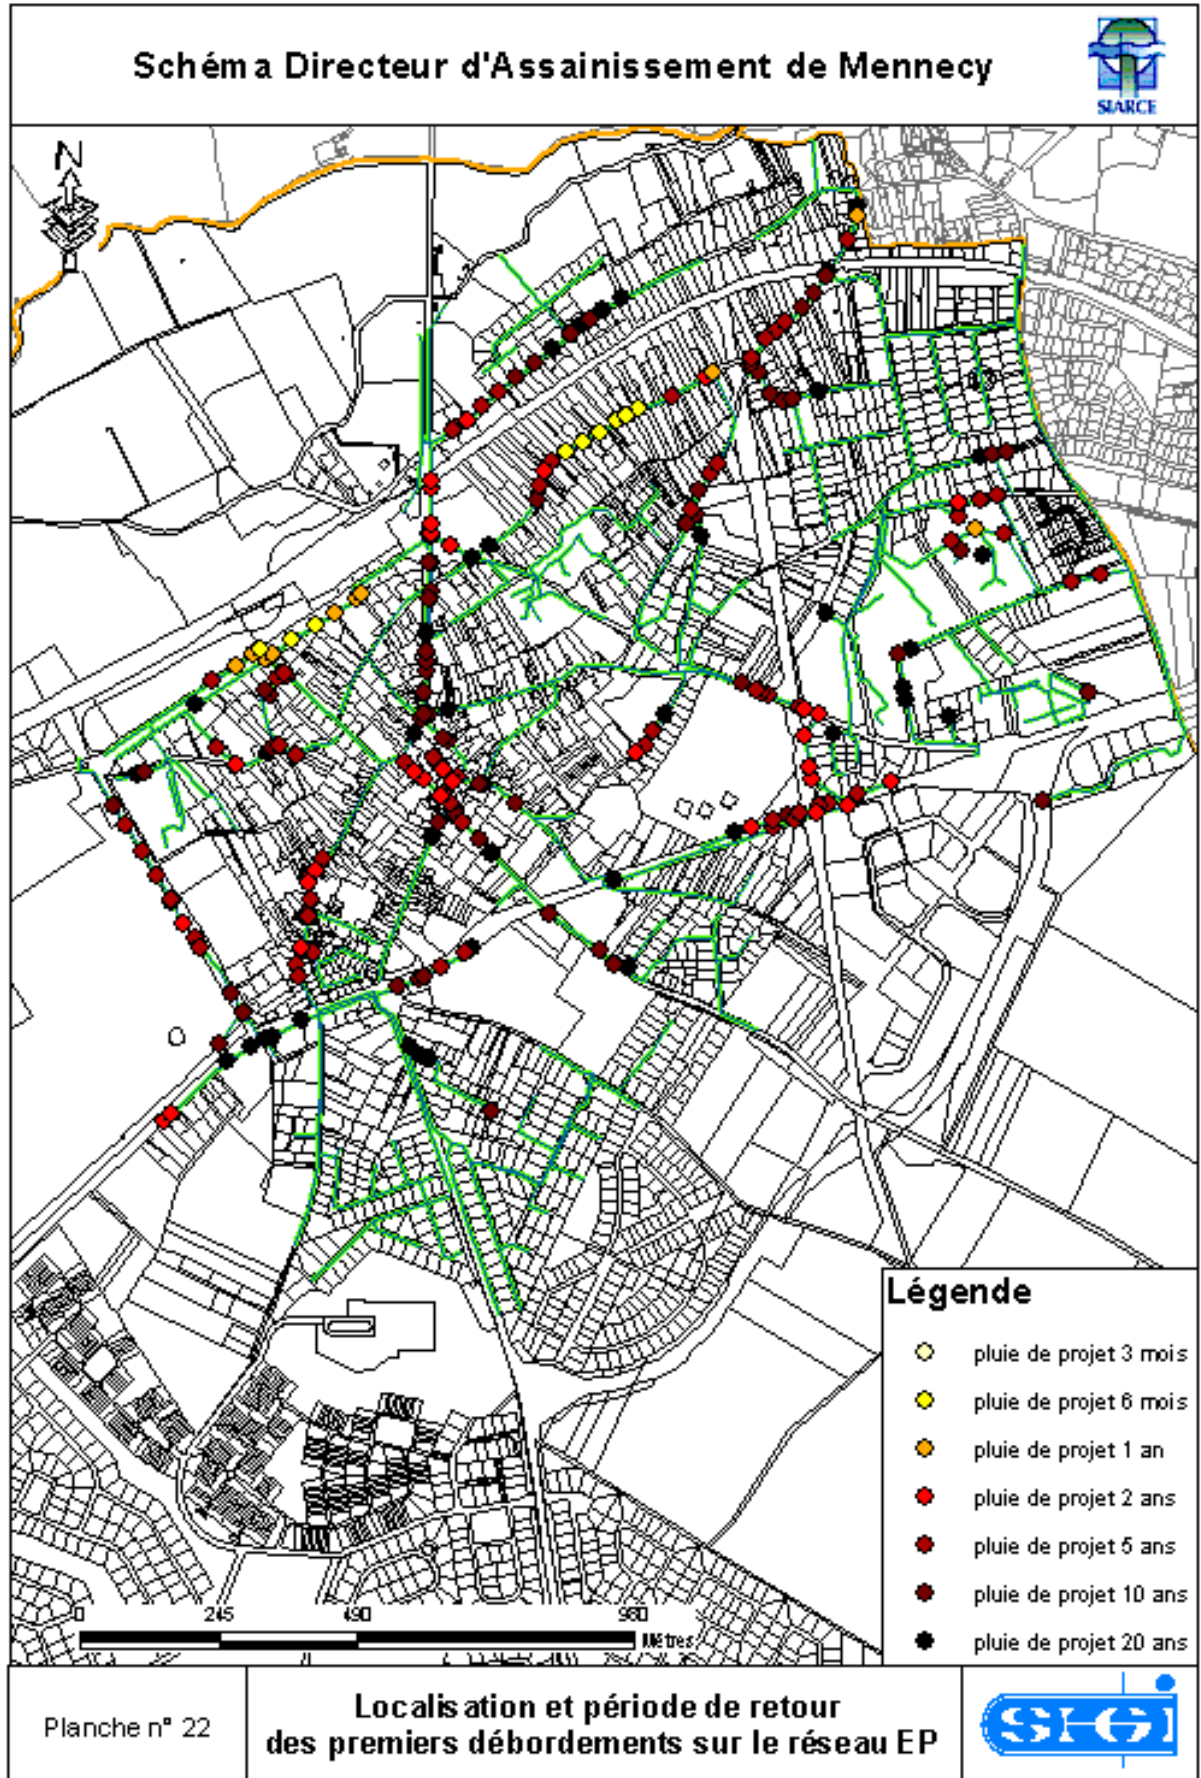 Schéma Directeur d'Assainissement de Mennecy
SIARCE
N
Légende
pluie de projet 3 mois
pluie de projet 6 mois
pluie de projet 1 an
pluie de projet 2 ans
pluie de projet 5 ans
pluie de projet 10 ans
pluie de projet 20 ans
0 245 490 980
Mètres
Planche n° 22
Localisation et période de retour
des premiers débordements sur le réseau EP